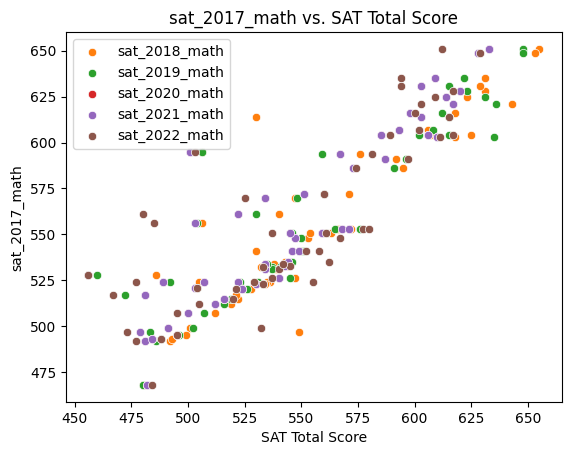 sat_2017_math vs. SAT Total Score
650
625
600
575
550
525
500
475
sat_2017_math
sat_2018_math
sat_2019_math
sat_2020_math
sat_2021_math
sat_2022_math
450
475
500
525
550
575
600
625
650
SAT Total Score